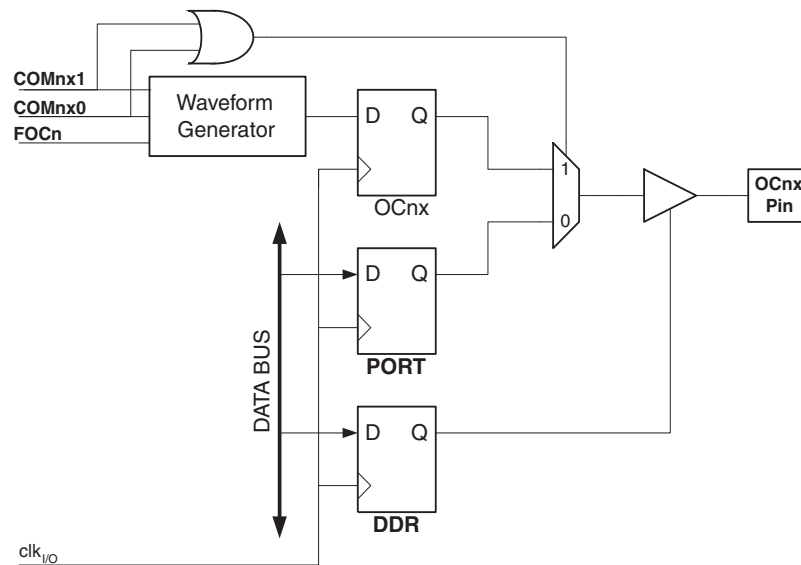 COMnx1
COMnx0
FOCn
Waveform
Generator
D Q
OCnx
1
0
OCnx
Pin
D Q
PORT
DATA BUS
D Q
DDR
clkI/O